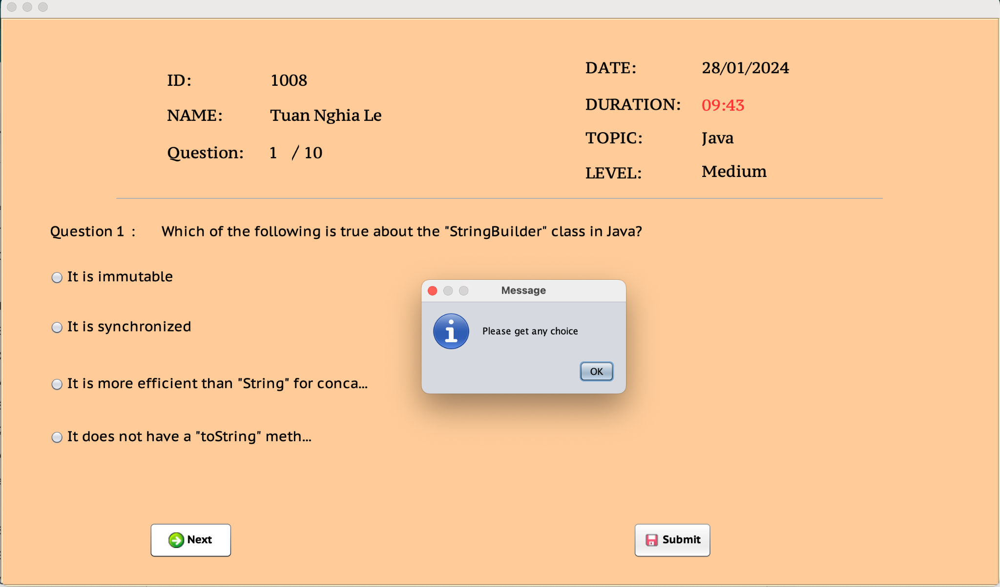 ID: 1008
NAME: Tuan Nghia Le
Question: 1 / 10
DATE: 28/01/2024
DURATION: 09:43
TOPIC: Java
LEVEL: Medium
Question 1 : Which of the following is true about the "StringBuilder" class in Java?
It is immutable
It is synchronized
It is more efficient than "String" for conca...
It does not have a "toString" meth...
Message
Please get any choice
OK
Next
Submit